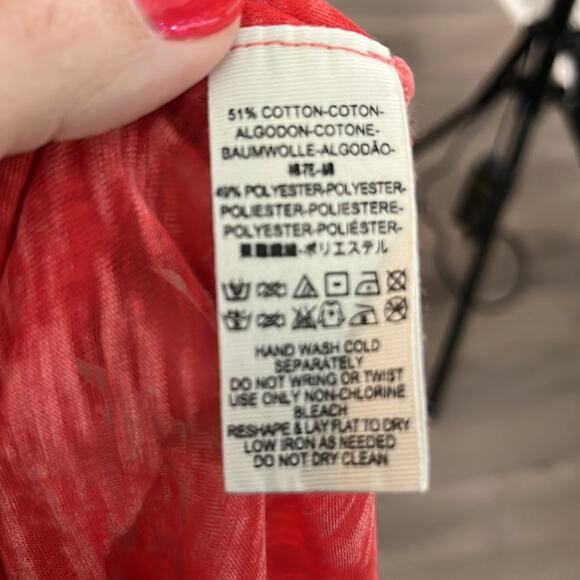 51% COTTON-COTON-
ALGODON-COTONE-
BAUMWOLLE-ALGODÃO-
棉花-綿
49% POLYESTER-POLYESTER-
POLIESTER-POLIESTERE-
POLYESTER-POLIÉSTER-
聚酯纖維-ポリエステル
HAND WASH COLD
SEPARATELY
DO NOT WRING OR TWIST
USE ONLY NON-CHLORINE
BLEACH
RESHAPE & LAY FLAT TO DRY
LOW IRON AS NEEDED
DO NOT DRY CLEAN